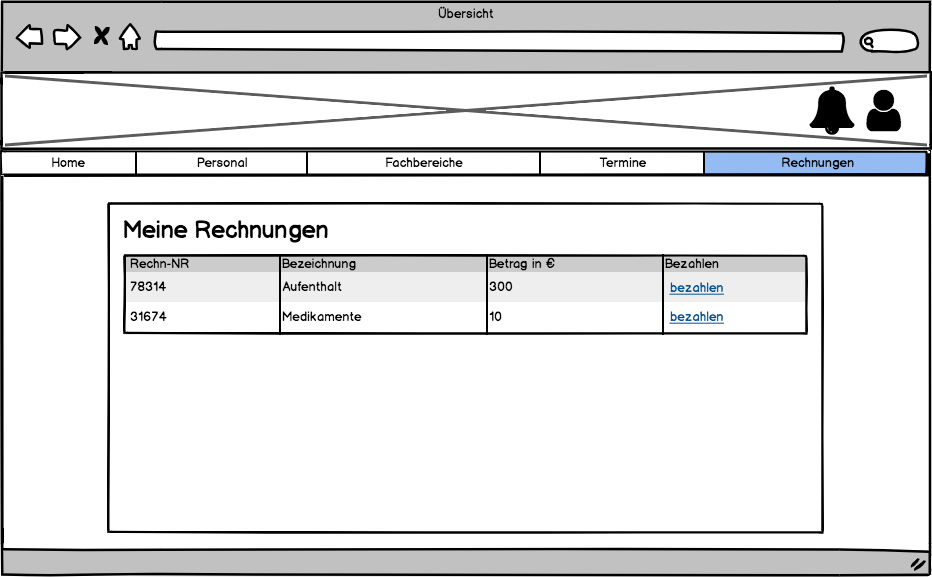 Übersicht
Home Personal Fachbereiche Termine Rechnungen
Meine Rechnungen
Rechn-NR Bezeichnung Betrag in € Bezahlen
78314 Aufenthalt 300 bezahlen
31674 Medikamente 10 bezahlen